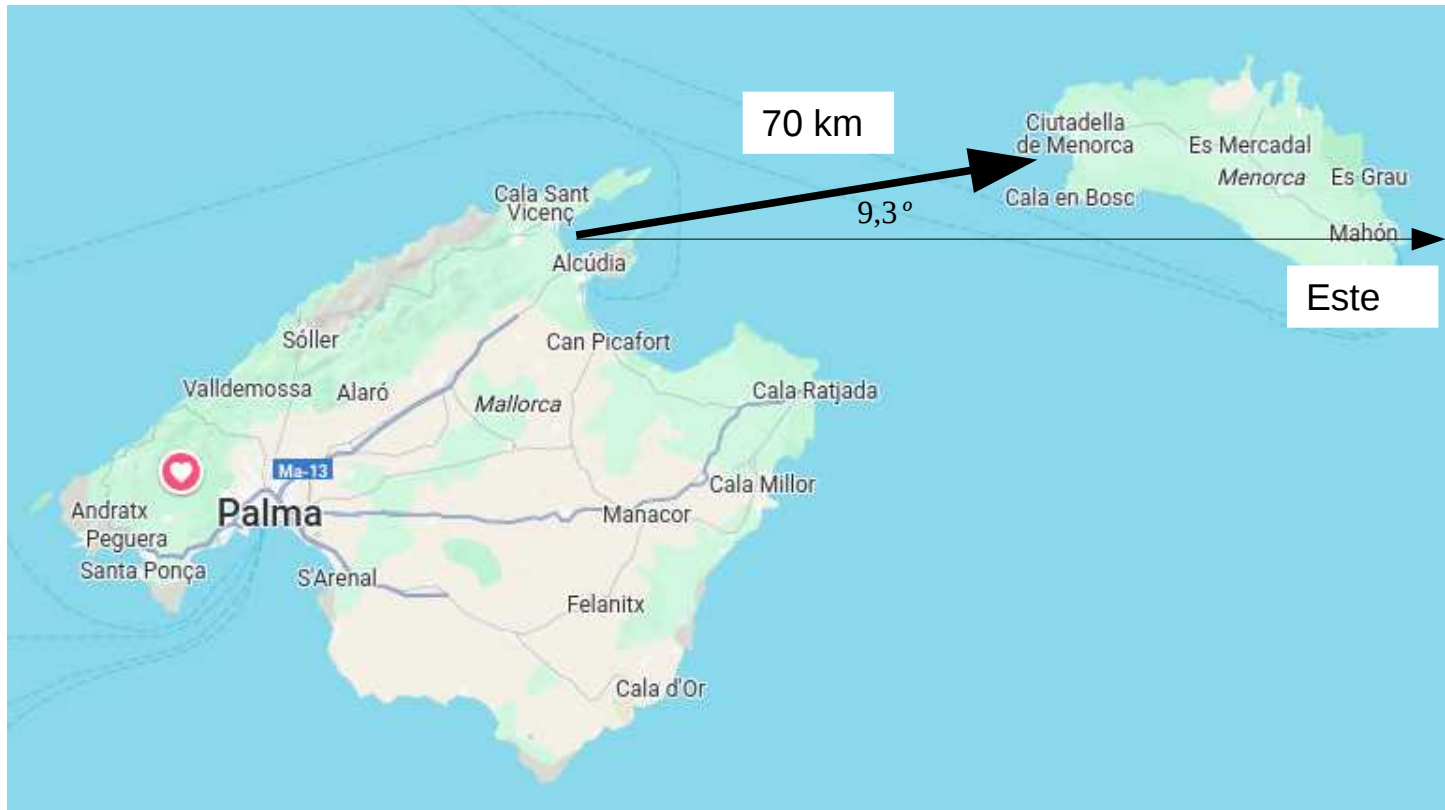 70 km
Ciutadella
de Menorca
Es Mercadal
Menorca
Es Grau
Cala Sant
Vicenç
Cala en Bosc
9,3º
Mahón
Alcúdia
Este
Sóller
Can Picafort
Valldemossa
Alaró
Mallorca
Cala Ratjada
Ma-13
Cala Millor
Andratx
Palma
Manacor
Peguera
Santa Ponça
S'Arenal
Felanitx
Cala d'Or